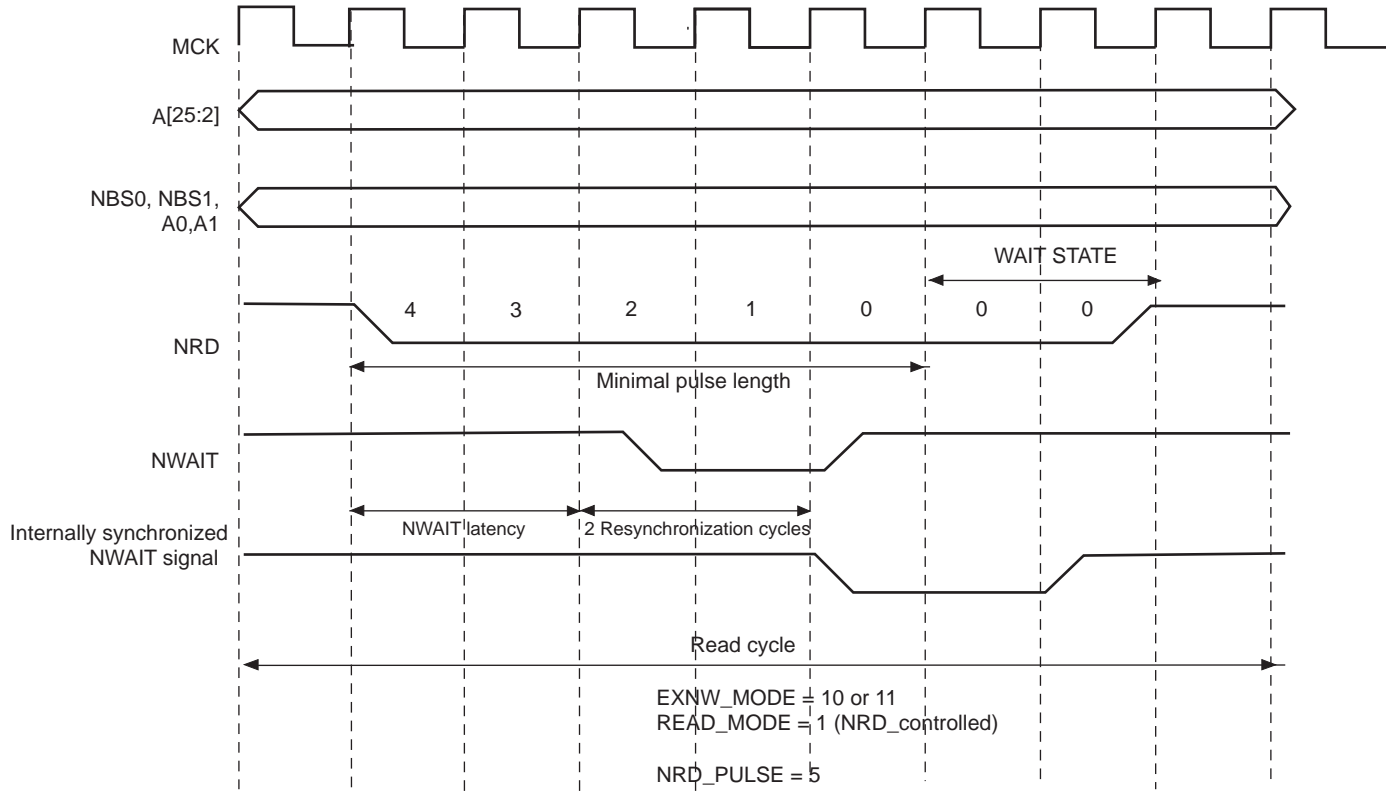 MCK
A[25:2]
NBS0, NBS1,
A0,A1
WAIT STATE
4 3 2 1 0 0 0
NRD
Minimal pulse length
NWAIT
NWAIT latency 2 Resynchronization cycles
Internally synchronized
NWAIT signal
Read cycle
EXNW_MODE = 10 or 11
READ_MODE = 1 (NRD_controlled)
NRD_PULSE = 5